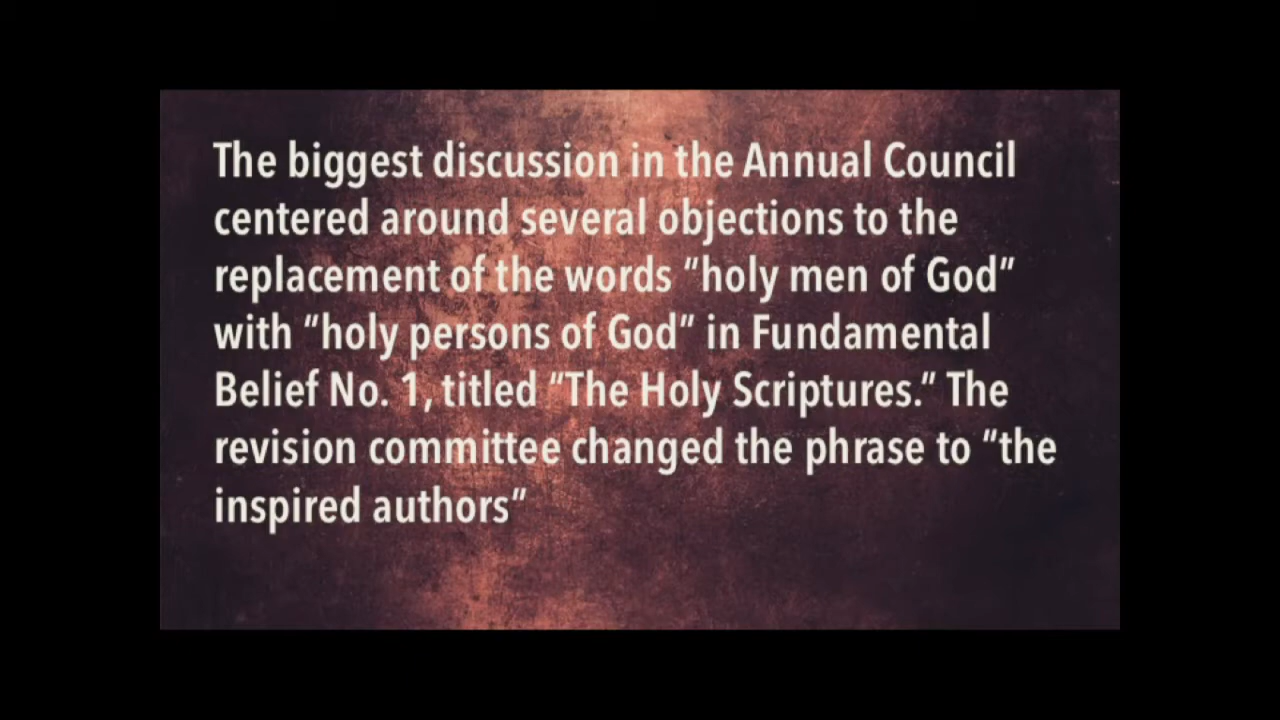 The biggest discussion in the Annual Council
centered around several objections to the
replacement of the words “holy men of God”
with “holy persons of God” in Fundamental
Belief No. 1, titled “The Holy Scriptures.” The
revision committee changed the phrase to “the
inspired authors”